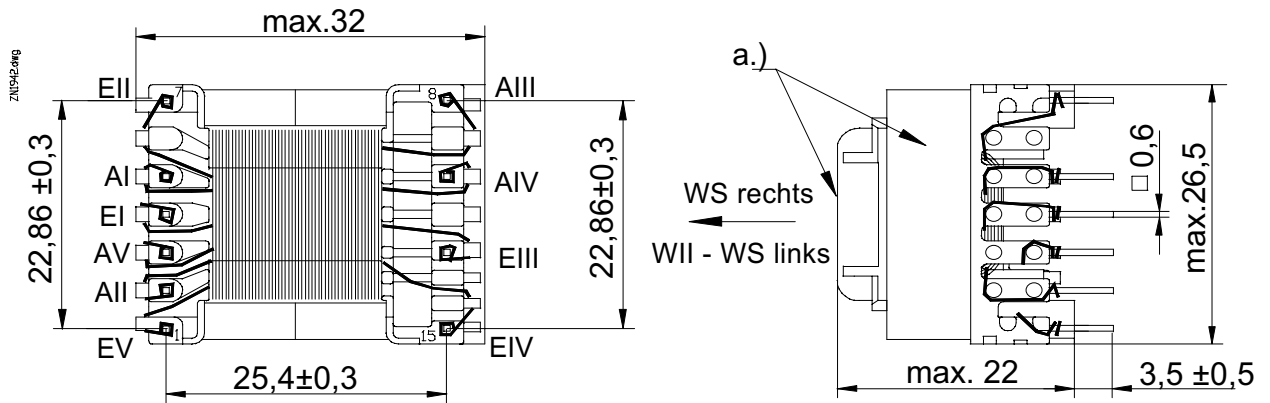 ZN1942.dwg
max.32
EII
7
8
AIII
22,86 ±0,3
AI
EI
AV
AII
EV
1
AIV
EIII
15
EIV
22,86±0,3
25,4±0,3
a.)
WS rechts
WII - WS links
□ 0,6
max.26,5
max. 22
3,5 ±0,5